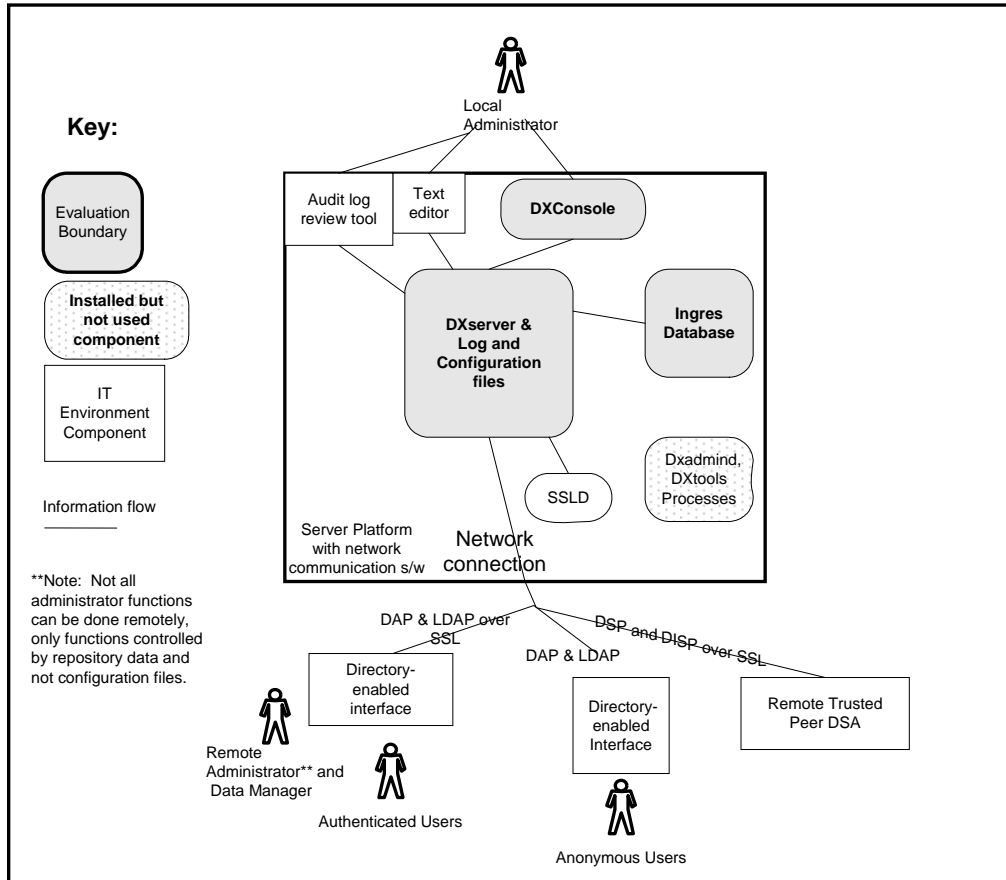 Local
Administrator
Key:
Evaluation
Boundary
Installed but
not used
component
IT
Environment
Component
Information flow
**Note: Not all
administrator functions
can be done remotely,
only functions controlled
by repository data and
not configuration files.
Audit log
review tool
Text
editor
DXConsole
DXserver &
Log and
Configuration
files
Ingres
Database
SSLD
Dxadmind,
DXtools
Processes
Server Platform
with network
communication s/w
Network
connection
DAP & LDAP over
SSL
DAP & LDAP
DSP and DISP over SSL
Directory-
enabled
interface
Directory-
enabled
Interface
Remote Trusted
Peer DSA
Remote
Administrator** and
Data Manager
Authenticated Users
Anonymous Users